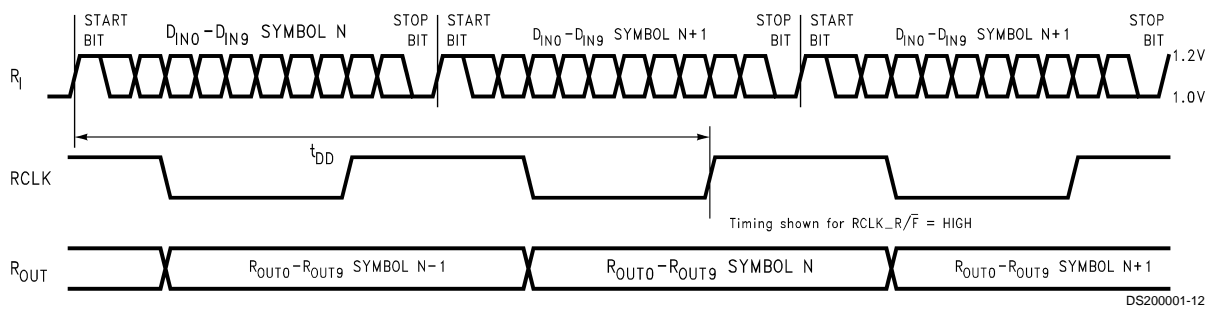 START BIT D_IN0–D_IN9 SYMBOL N STOP BIT START BIT D_IN0–D_IN9 SYMBOL N+1 STOP BIT START BIT D_IN0–D_IN9 SYMBOL N+1 STOP BIT
R_I
1.2V
1.0V
t_DD
RCLK
Timing shown for RCLK_R/F̅ = HIGH
R_OUT R_OUT0–R_OUT9 SYMBOL N-1 R_OUT0–R_OUT9 SYMBOL N R_OUT0–R_OUT9 SYMBOL N+1
DS200001-12